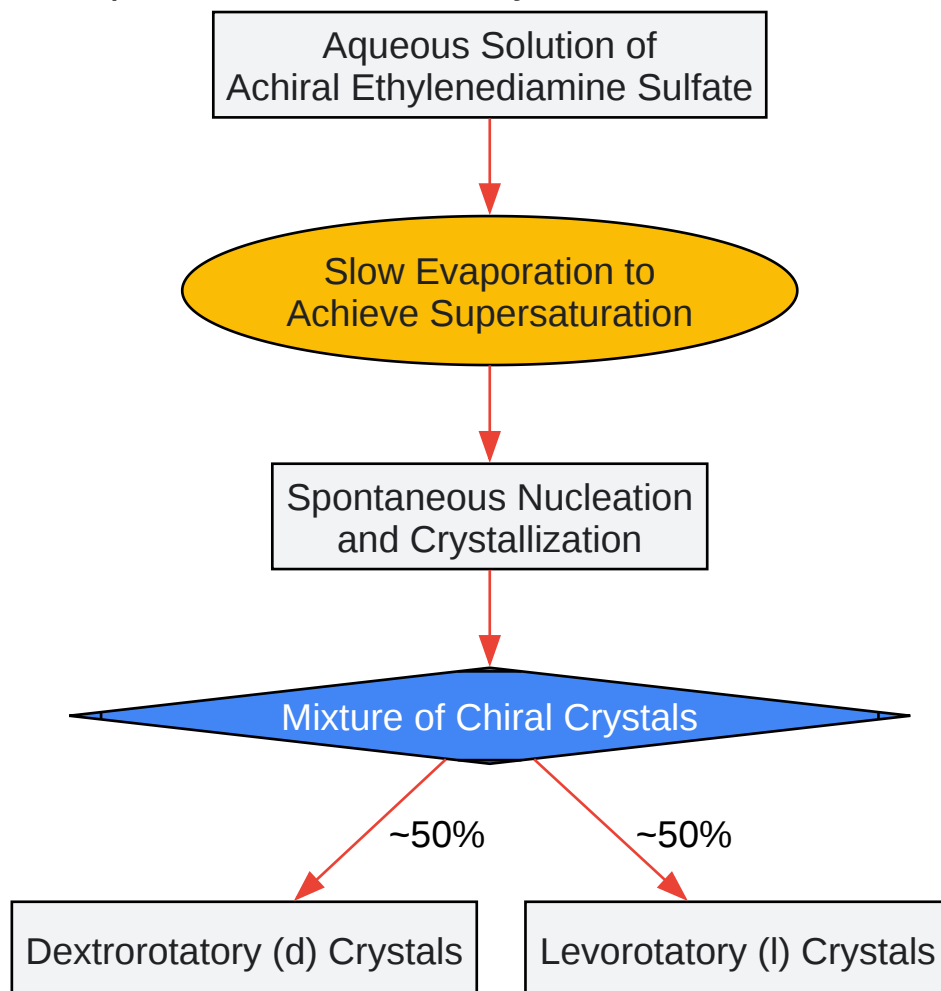 Aqueous Solution of
Achiral Ethylenediamine Sulfate
Slow Evaporation to
Achieve Supersaturation
Spontaneous Nucleation
and Crystallization
Mixture of Chiral Crystals
~50%
~50%
Dextrorotatory (d) Crystals
Levorotatory (l) Crystals